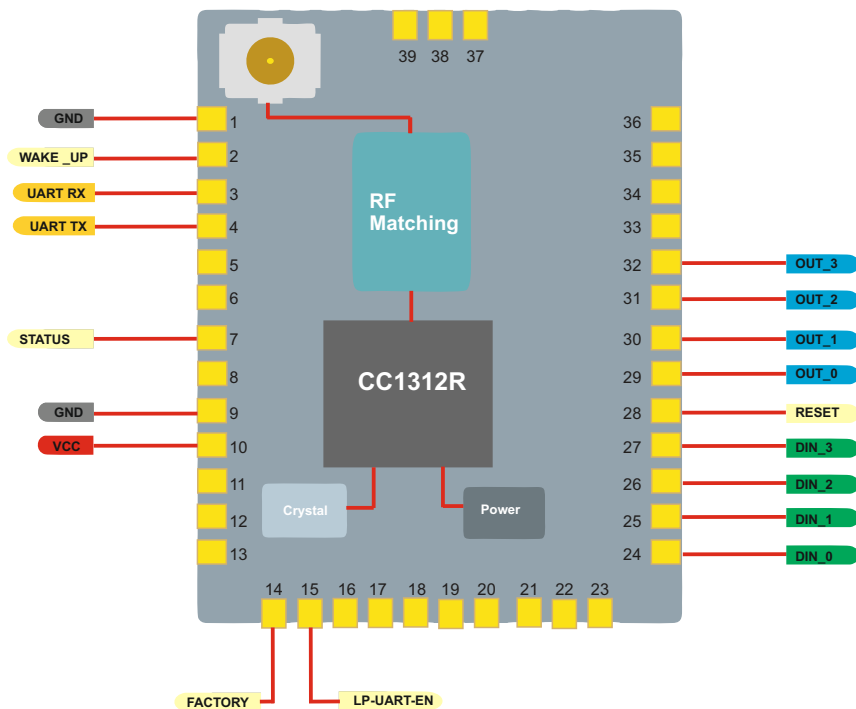 39 38 37
GND 1 36
WAKE _UP 2 35
UART RX 3 34
UART TX 4 33
RF
Matching
5 32 OUT_3
6 31 OUT_2
STATUS 7 30 OUT_1
8 29 OUT_0
CC1312R
GND 9 28 RESET
VCC 10 27 DIN_3
11 26 DIN_2
Crystal Power
12 25 DIN_1
13 24 DIN_0
14 15 16 17 18 19 20 21 22 23
FACTORY LP-UART-EN